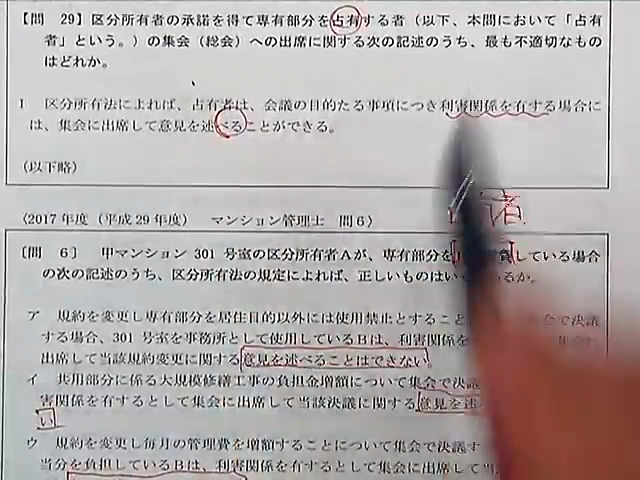 〔問 29〕区分所有者の承諾を得て専有部分を占有する者（以下、本問において「占有
者」という。）の集会（総会）への出席に関する次の記述のうち、最も不適切なもの
はどれか。
1 区分所有法によれば、占有者は、会議の目的たる事項につき利害関係を有する場合に
は、集会に出席して意見を述べることができる。
（以下略）
者
〈2017年度（平成29年度） マンション管理士 問6〉
〔問 6〕 甲マンション 301 号室の区分所有者Aが、専有部分を している場合
の次の記述のうち、区分所有法の規定によれば、正しいものはい るか。
ア 規約を変更し専有部分を居住目的以外には使用禁止とすること 会で決議
する場合、301 号室を事務所として使用しているBは、利害関係を
出席して当該規約変更に関する意見を述べることはできない。
イ 共用部分に係る大規模修繕工事の負担金増額について集会で決議
害関係を有するとして集会に出席して当該決議に関する意見を述
い
ウ 規約を変更し毎月の管理費を増額することについて集会で決議す
当分を負担しているBは、利害関係を有するとして集会に出席して当